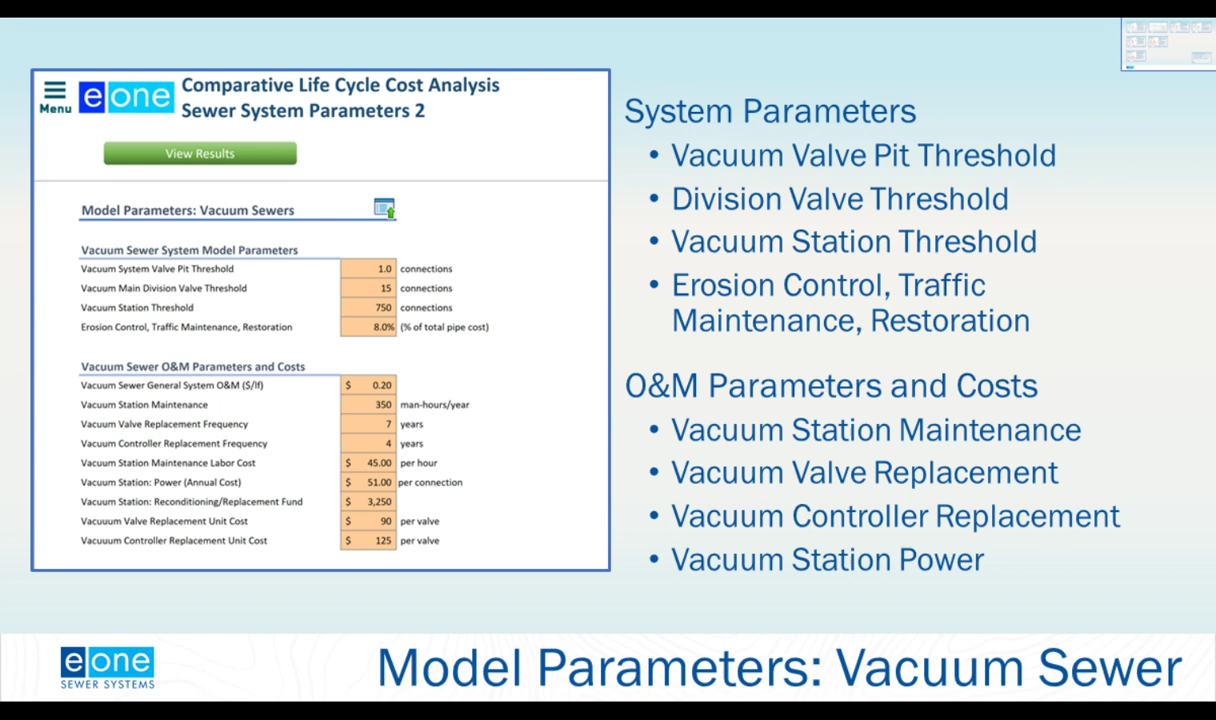 Menu
e one
Comparative Life Cycle Cost Analysis
Sewer System Parameters 2
View Results
Model Parameters: Vacuum Sewers
Vacuum Sewer System Model Parameters
Vacuum System Valve Pit Threshold 1.0 connections
Vacuum Main Division Valve Threshold 15 connections
Vacuum Station Threshold 750 connections
Erosion Control, Traffic Maintenance, Restoration 8.0% (% of total pipe cost)
Vacuum Sewer O&M Parameters and Costs
Vacuum Sewer General System O&M ($/lf) $ 0.20
Vacuum Station Maintenance 350 man-hours/year
Vacuum Valve Replacement Frequency 7 years
Vacuum Controller Replacement Frequency 4 years
Vacuum Station Maintenance Labor Cost $ 45.00 per hour
Vacuum Station: Power (Annual Cost) $ 51.00 per connection
Vacuum Station: Reconditioning/Replacement Fund $ 3,250
Vacuuum Valve Replacement Unit Cost $ 90 per valve
Vacuuum Controller Replacement Unit Cost $ 125 per valve
System Parameters
• Vacuum Valve Pit Threshold
• Division Valve Threshold
• Vacuum Station Threshold
• Erosion Control, Traffic
Maintenance, Restoration
O&M Parameters and Costs
• Vacuum Station Maintenance
• Vacuum Valve Replacement
• Vacuum Controller Replacement
• Vacuum Station Power
e one
SEWER SYSTEMS
Model Parameters: Vacuum Sewer